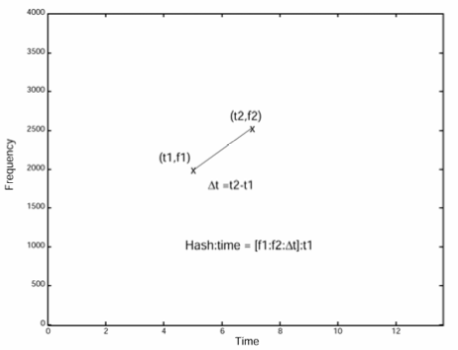 4000
3500
3000
2500
2000
1500
1000
500
0
Frequency
(t2,f2)
(t1,f1)
Δt =t2-t1
Hash:time = [f1:f2:Δt]:t1
0 2 4 6 8 10 12
Time